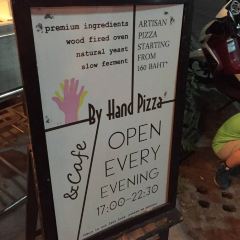 premium ingredients
wood fired oven
natural yeast
slow ferment
ARTISAN
PIZZA
STARTING
FROM
160 BAHT*
By Hand Pizza
& Cafe
OPEN
EVERY
EVENING
17:00-22:30